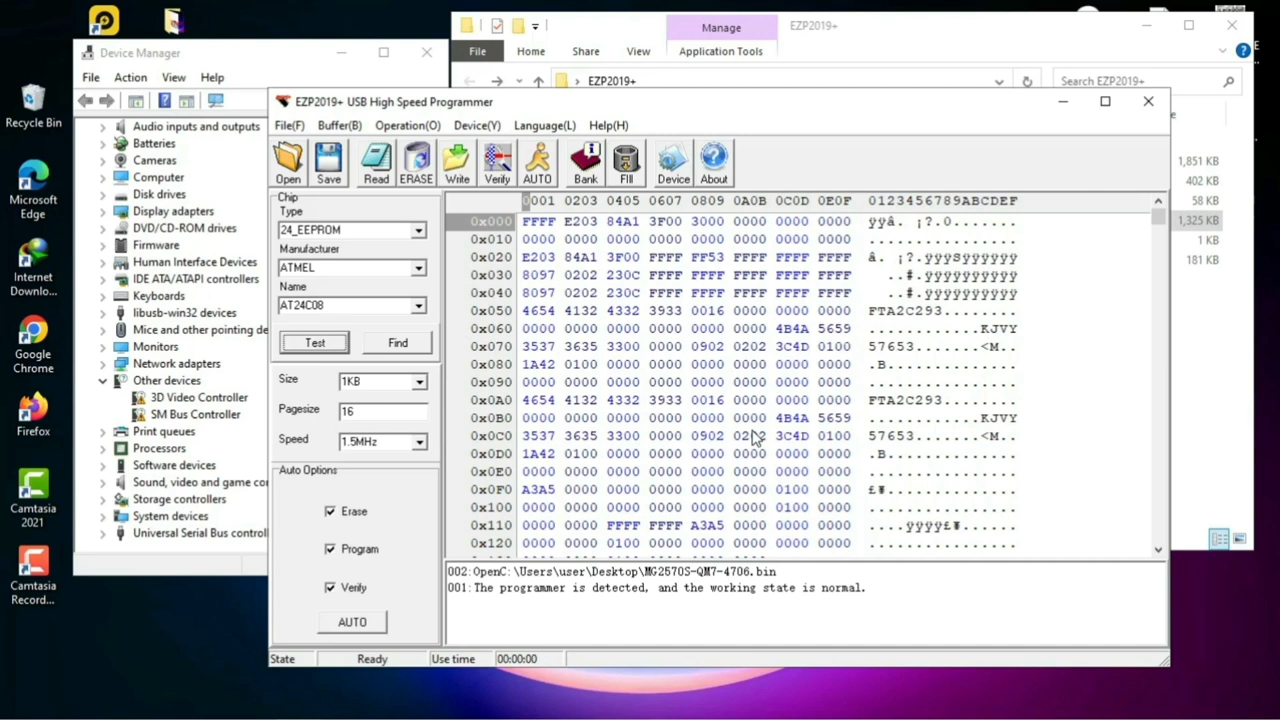 Manage
EZP2019+
File
Home
Share
View
Application Tools
EZP2019+
Search EZP2019+
1,851 KB
402 KB
58 KB
1,325 KB
1 KB
181 KB
Recycle Bin
Microsoft
Edge
Internet
Downlo...
Google
Chrome
Firefox
Camtasia
2021
Camtasia
Record...
Device Manager
File
Action
View
Help
Audio inputs and outputs
Batteries
Cameras
Computer
Disk drives
Display adapters
DVD/CD-ROM drives
Firmware
Human Interface Devices
IDE ATA/ATAPI controllers
Keyboards
libusb-win32 devices
Mice and other pointing de
Monitors
Network adapters
Other devices
3D Video Controller
SM Bus Controller
Print queues
Processors
Software devices
Sound, video and game co
Storage controllers
System devices
Universal Serial Bus control
EZP2019+ USB High Speed Programmer
File(F)
Buffer(B)
Operation(O)
Device(V)
Language(L)
Help(H)
Open
Save
Read
ERASE
Write
Verify
AUTO
Bank
FIll
Device
About
Chip
Type
24_EEPROM
Manufacturer
ATMEL
Name
AT24C08
Test
Find
Size
1KB
Pagesize
16
Speed
1.5MHz
Auto Options
Erase
Program
Verify
AUTO
0001 0203 0405 0607 0809 0A0B 0C0D 0E0F 0123456789ABCDEF
0x000 FFFF E203 84A1 3F00 3000 0000 0000 0000 ÿÿâ. ¡?.0.......
0x010 0000 0000 0000 0000 0000 0000 0000 0000 ................
0x020 E203 84A1 3F00 FFFF FF53 FFFF FFFF FFFF â. ¡?.ÿÿÿSÿÿÿÿÿÿ
0x030 8097 0202 230C FFFF FFFF FFFF FFFF FFFF ..#.ÿÿÿÿÿÿÿÿÿÿ
0x040 8097 0202 230C FFFF FFFF FFFF FFFF FFFF ..#.ÿÿÿÿÿÿÿÿÿÿ
0x050 4654 4132 4332 3933 0016 0000 0000 0000 FTA2C293........
0x060 0000 0000 0000 0000 0000 0000 4B4A 5659 ............KJVY
0x070 3537 3635 3300 0000 0902 0202 3C4D 0100 57653.......<M..
0x080 1A42 0100 0000 0000 0000 0000 0000 0000 .B..............
0x090 0000 0000 0000 0000 0000 0000 0000 0000 ................
0x0A0 4654 4132 4332 3933 0016 0000 0000 0000 FTA2C293........
0x0B0 0000 0000 0000 0000 0000 0000 4B4A 5659 ............KJVY
0x0C0 3537 3635 3300 0000 0902 0202 3C4D 0100 57653.......<M..
0x0D0 1A42 0100 0000 0000 0000 0000 0000 0000 .B..............
0x0E0 0000 0000 0000 0000 0000 0000 0000 0000 ................
0x0F0 A3A5 0000 0000 0000 0000 0000 0100 0000 £¥..............
0x100 0000 0000 0000 0000 0000 0000 0100 0000 ................
0x110 0000 0000 FFFF FFFF A3A5 0000 0000 0000 ....ÿÿÿÿ£¥......
0x120 0000 0000 0100 0000 0000 0000 0000 0000 ................
002:OpenC:\Users\user\Desktop\MG2570S-QM7-4706.bin
001:The programmer is detected, and the working state is normal.
State
Ready
Use time
00:00:00